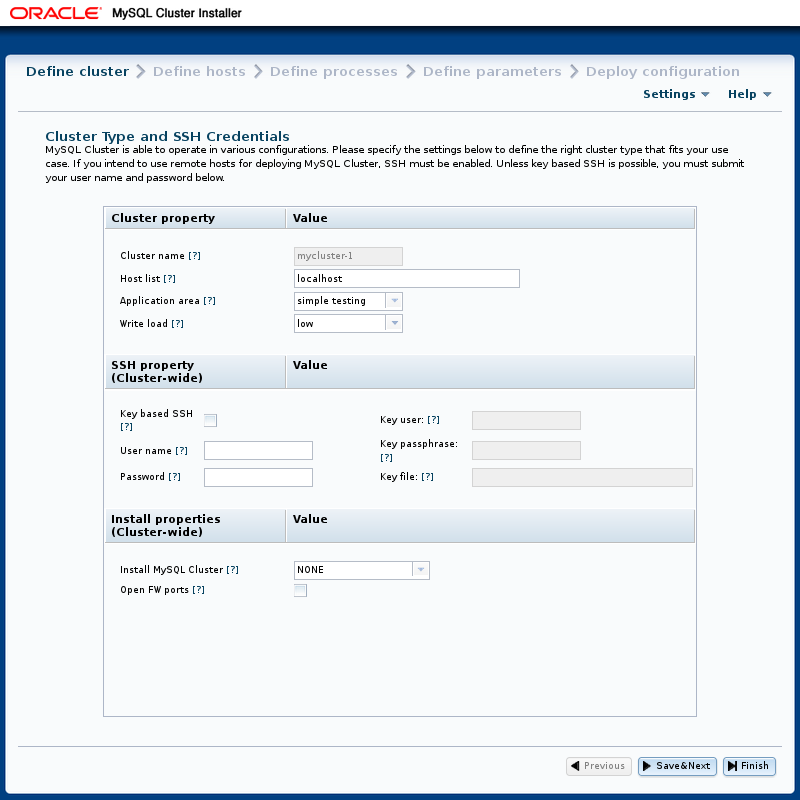 ORACLE MySQL Cluster Installer
Define cluster Define hosts Define processes Define parameters Deploy configuration
Settings Help
Cluster Type and SSH Credentials
MySQL Cluster is able to operate in various configurations. Please specify the settings below to define the right cluster type that fits your use
case. If you intend to use remote hosts for deploying MySQL Cluster, SSH must be enabled. Unless key based SSH is possible, you must submit
your user name and password below.
Cluster property Value
Cluster name [?] mycluster-1
Host list [?] localhost
Application area [?] simple testing
Write load [?] low
SSH property Value
(Cluster-wide)
Key based SSH
[?]
Key user: [?]
User name [?]
Key passphrase:
[?]
Password [?] Key file: [?]
Install properties Value
(Cluster-wide)
Install MySQL Cluster [?] NONE
Open FW ports [?]
Previous Save&Next Finish